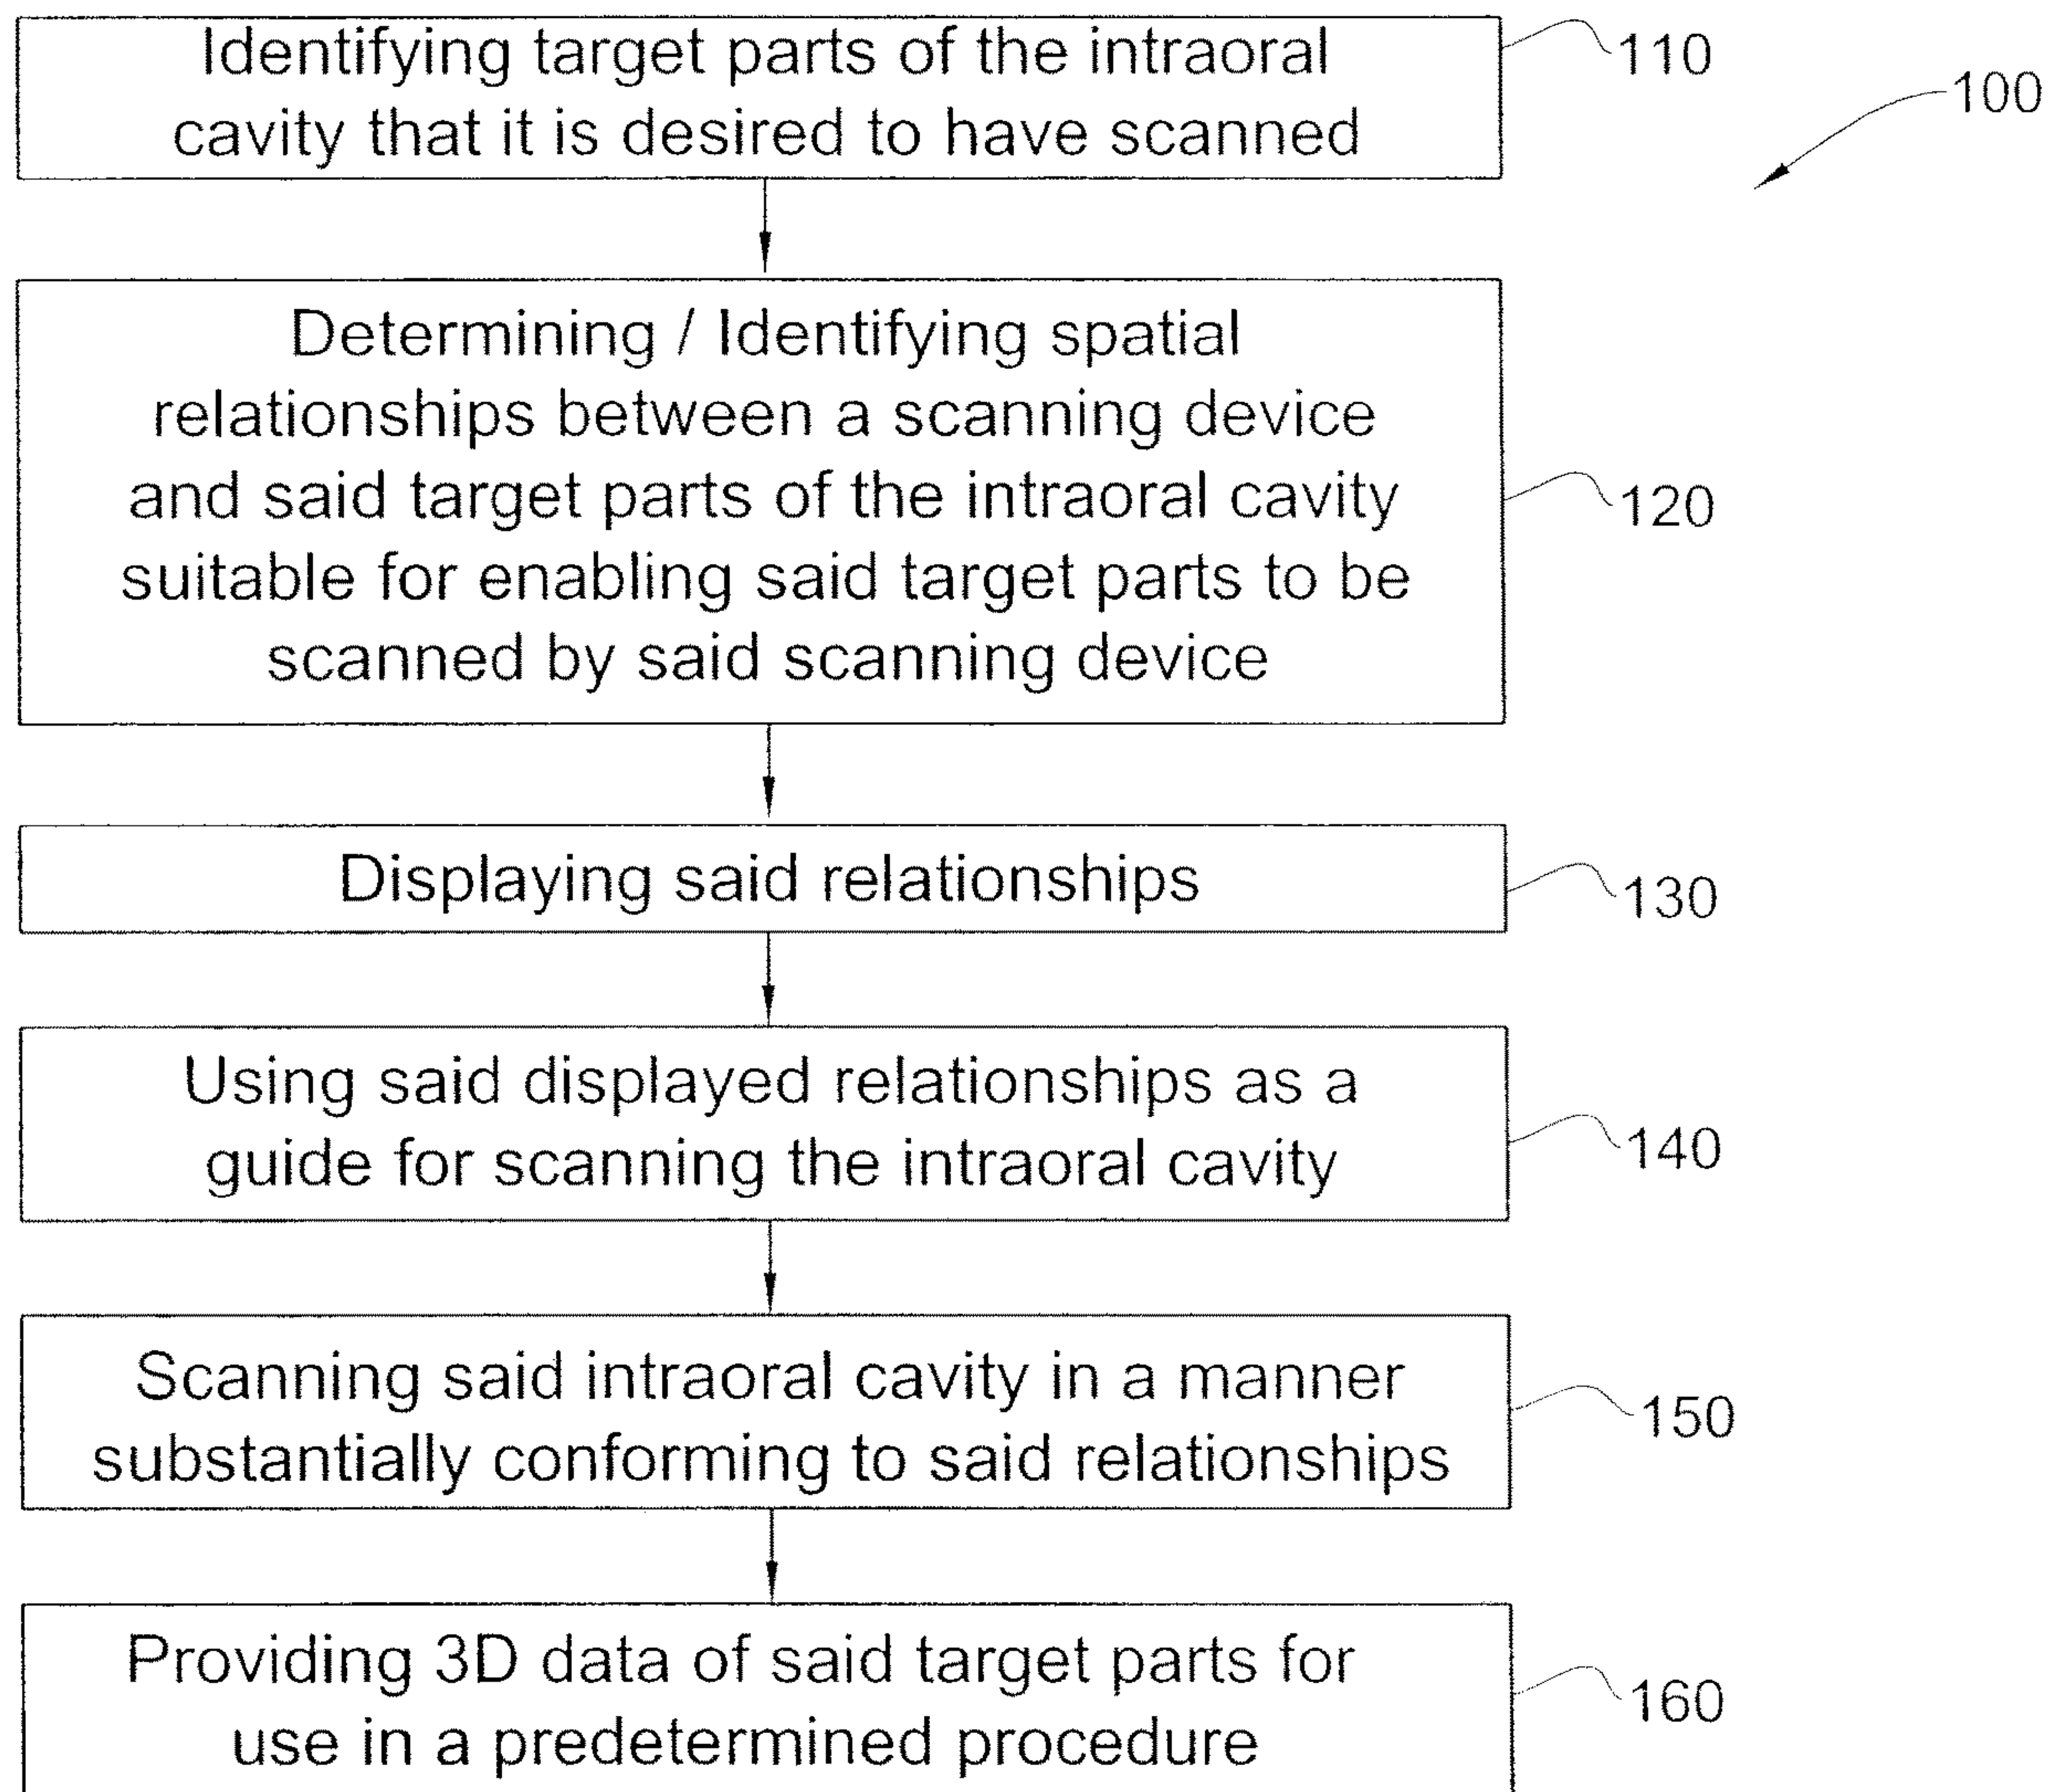 Identifying target parts of the intraoral
cavity that it is desired to have scanned
110
100
Determining / Identifying spatial
relationships between a scanning device
and said target parts of the intraoral cavity
suitable for enabling said target parts to be
scanned by said scanning device
120
Displaying said relationships
130
Using said displayed relationships as a
guide for scanning the intraoral cavity
140
Scanning said intraoral cavity in a manner
substantially conforming to said relationships
150
Providing 3D data of said target parts for
use in a predetermined procedure
160